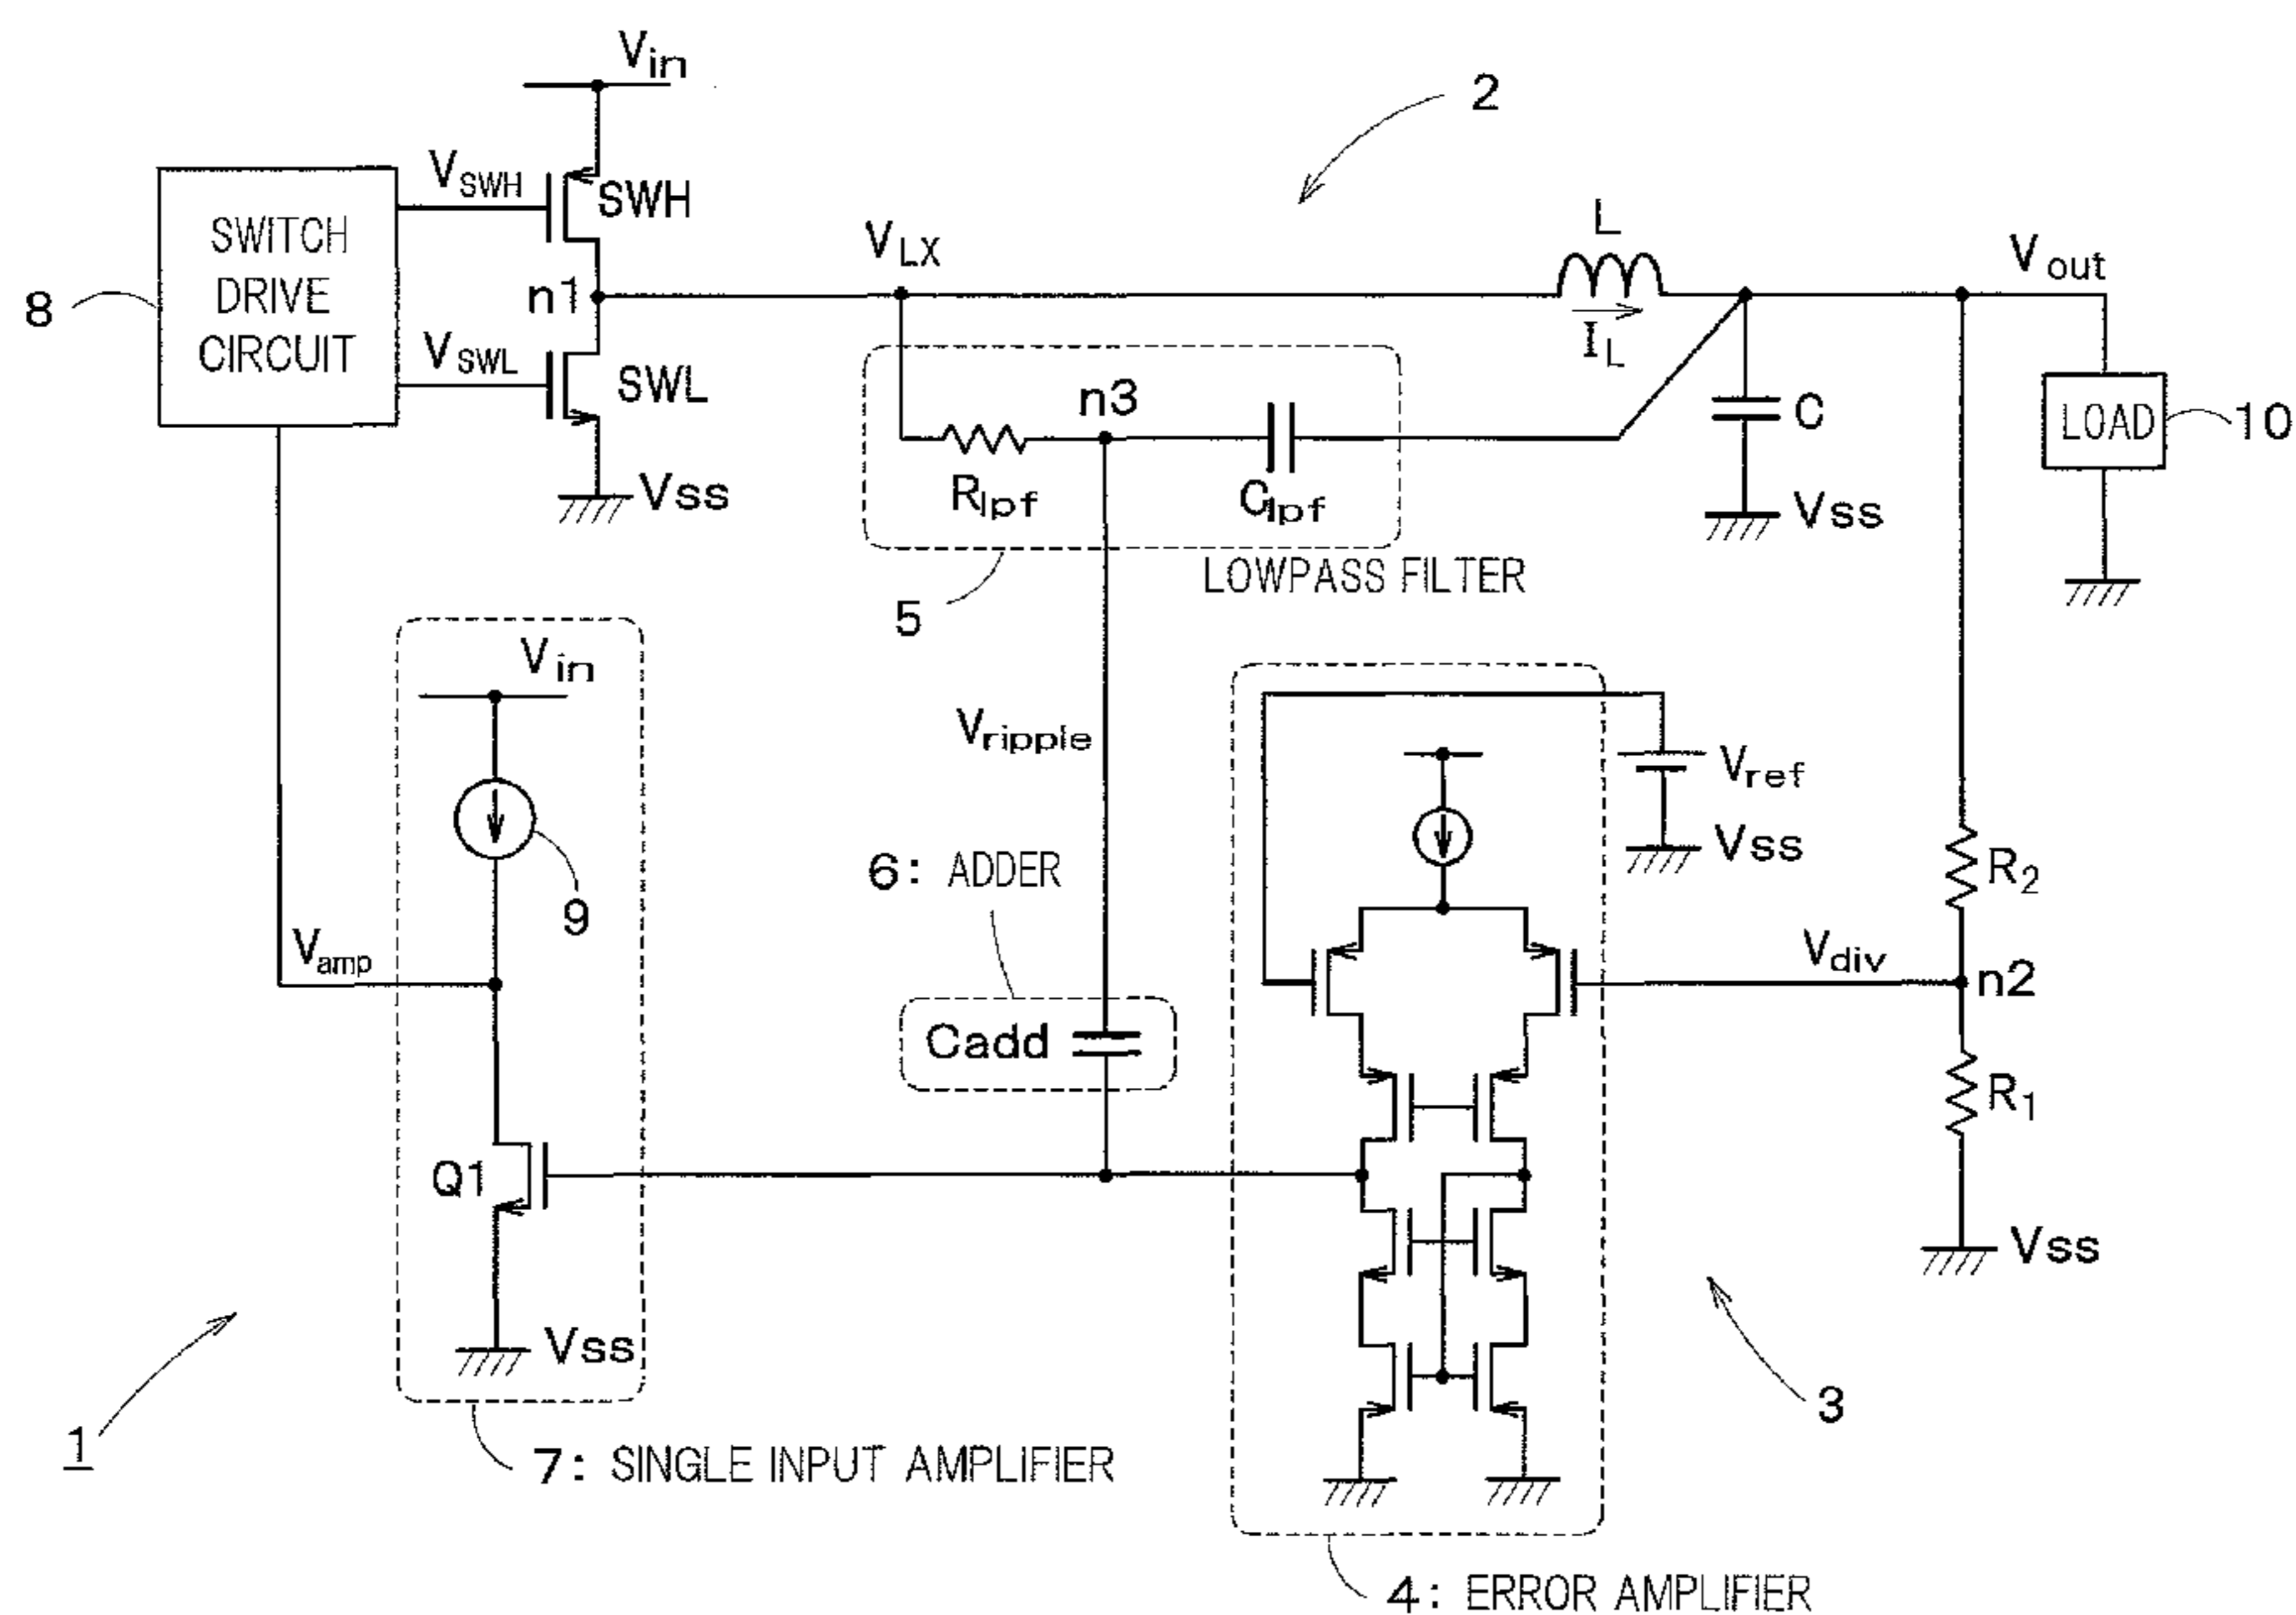 Vin
2
VSWH
SWH
SWITCH
DRIVE
CIRCUIT
8
n1
VLX
L
Vout
VSWL
SWL
IL
n3
C
LOAD
10
Rlpf
Clpf
Vss
Vss
LOWPASS FILTER
5
Vin
Vripple
Vref
Vss
6: ADDER
9
R2
Vamp
Vdiv
n2
Cadd
R1
Q1
Vss
Vss
1
3
7: SINGLE INPUT AMPLIFIER
4: ERROR AMPLIFIER